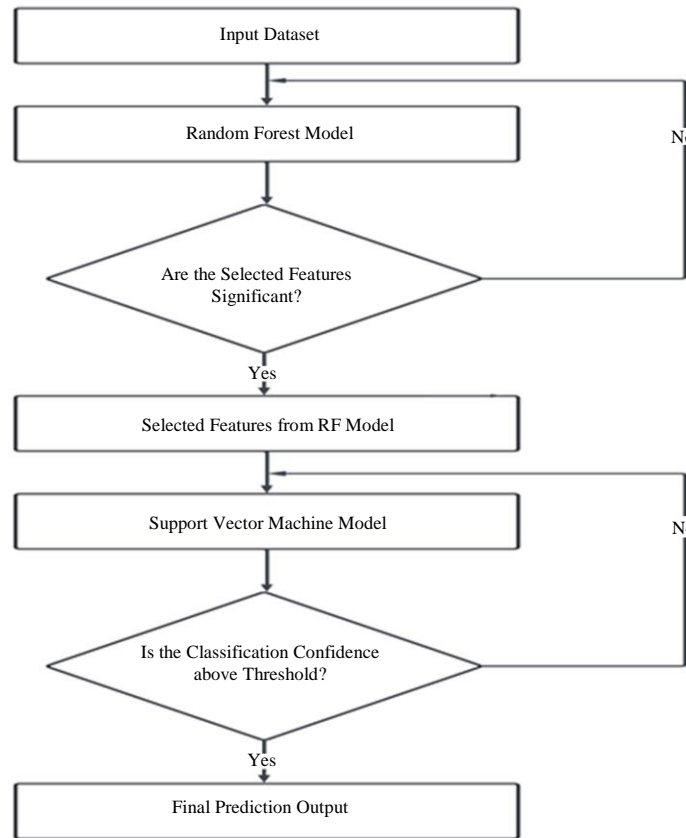 Input Dataset
Random Forest Model
Are the Selected Features
Significant?
Yes
Selected Features from RF Model
Support Vector Machine Model
Is the Classification Confidence
above Threshold?
Yes
Final Prediction Output